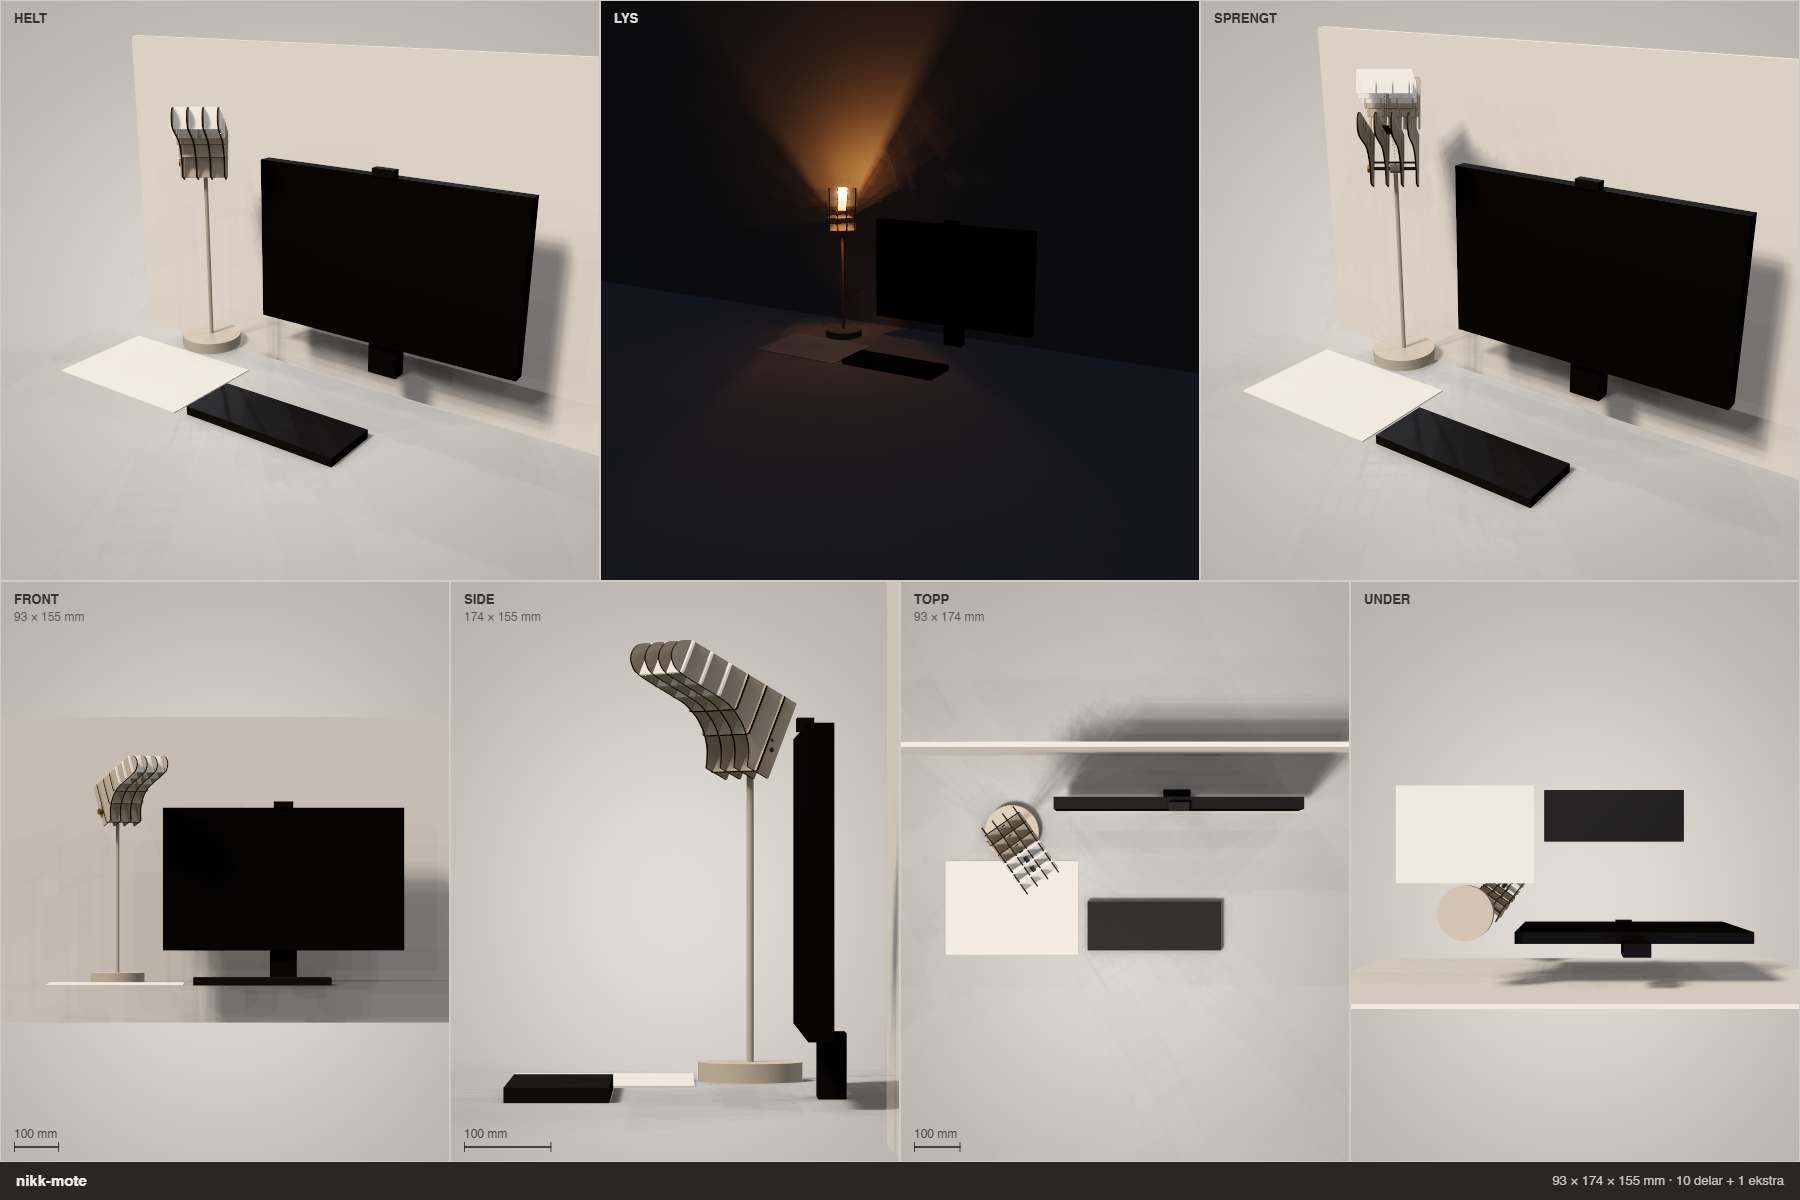 HELT
LYS
SPRENGT
FRONT
93 × 155 mm
SIDE
174 × 155 mm
TOPP
93 × 174 mm
UNDER
100 mm
100 mm
100 mm
nikk-mote
93 × 174 × 155 mm · 10 delar + 1 ekstra